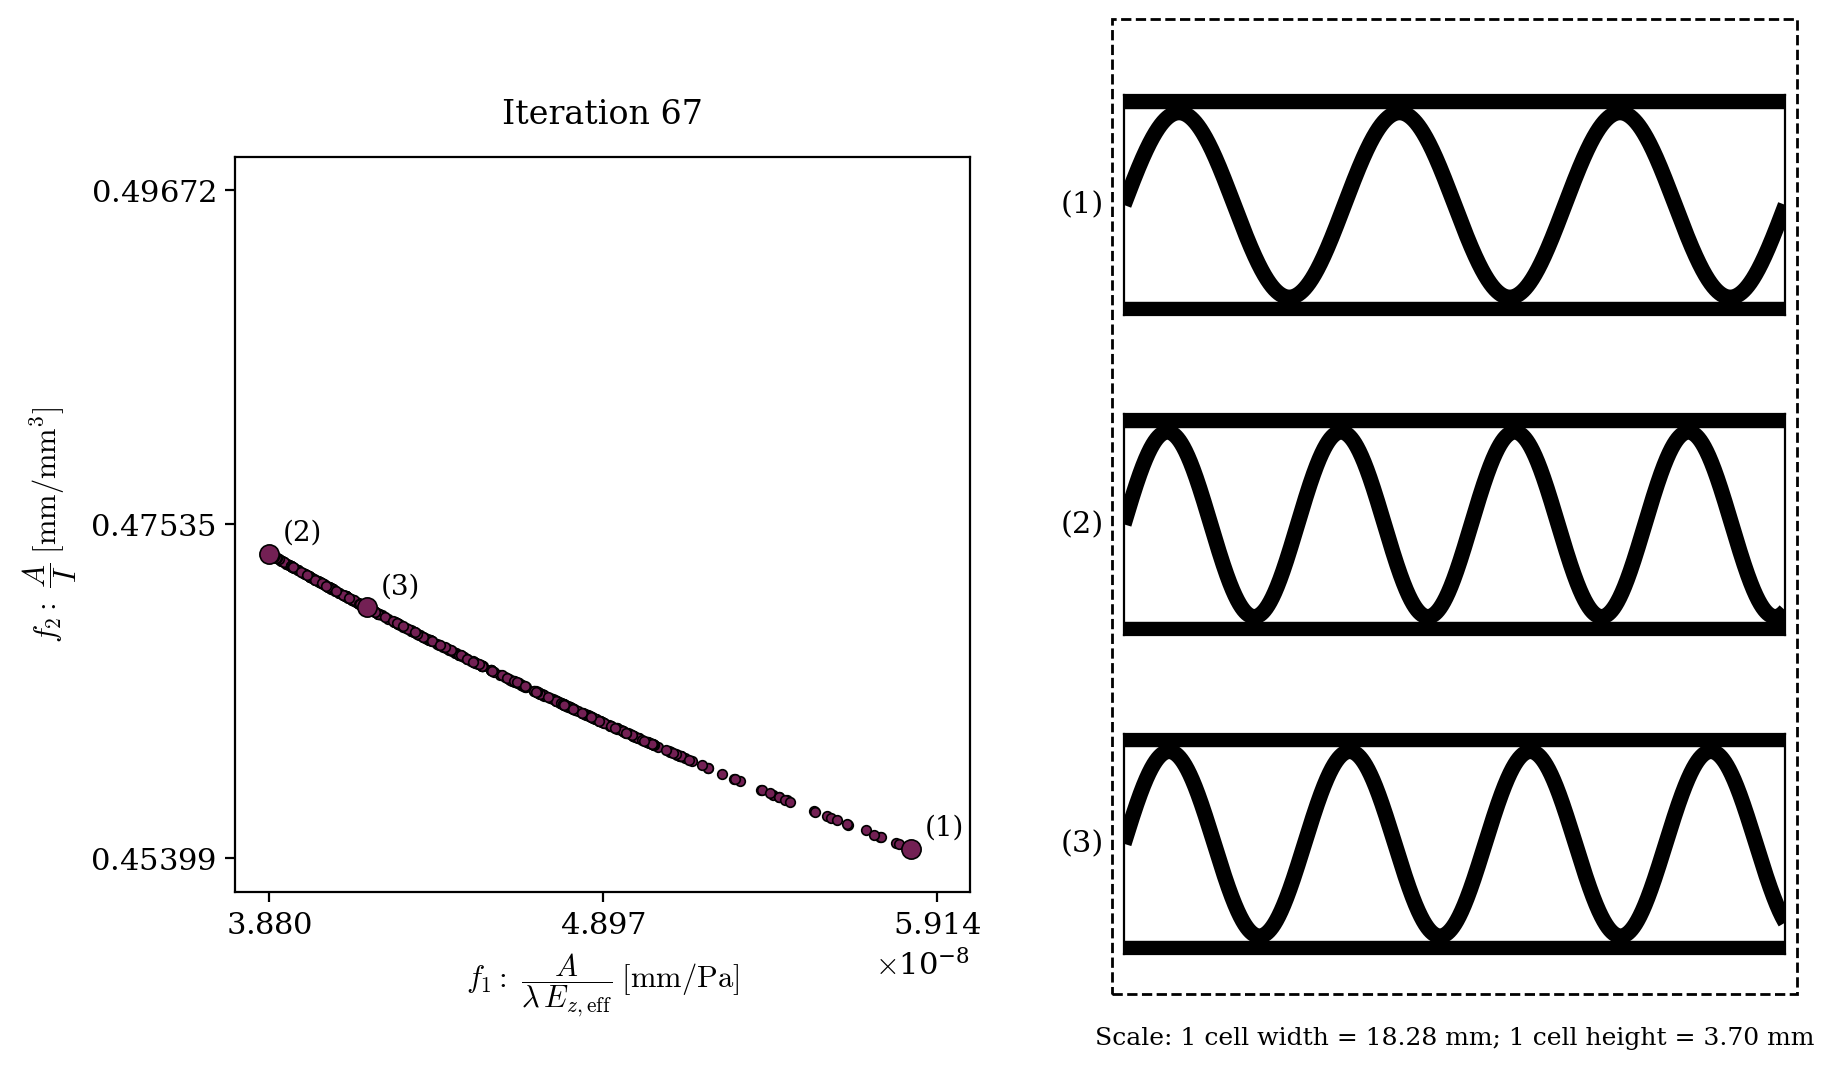 Iteration 67
0.49672
0.47535
0.45399
f₂ : A/I [mm/mm³]
(2)
(3)
(1)
3.880 4.897 5.914
×10⁻⁸
f₁ : A/(λ E_z,eff) [mm/Pa]
(1)
(2)
(3)
Scale: 1 cell width = 18.28 mm; 1 cell height = 3.70 mm